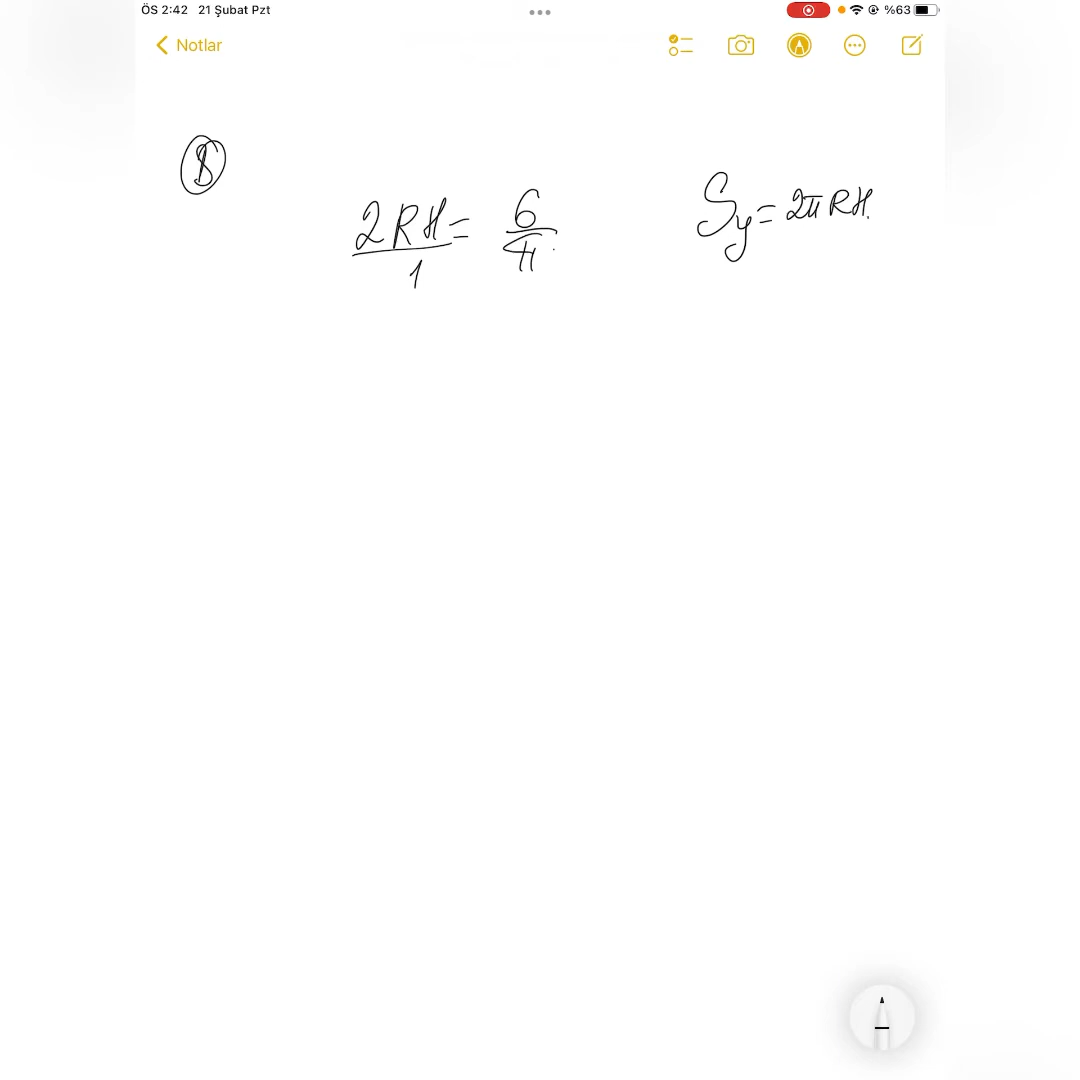 ÖS 2:42 21 Şubat Pzt
%63
Notlar
8
2RH/1 = 6/π.
Sy = 2πRH.